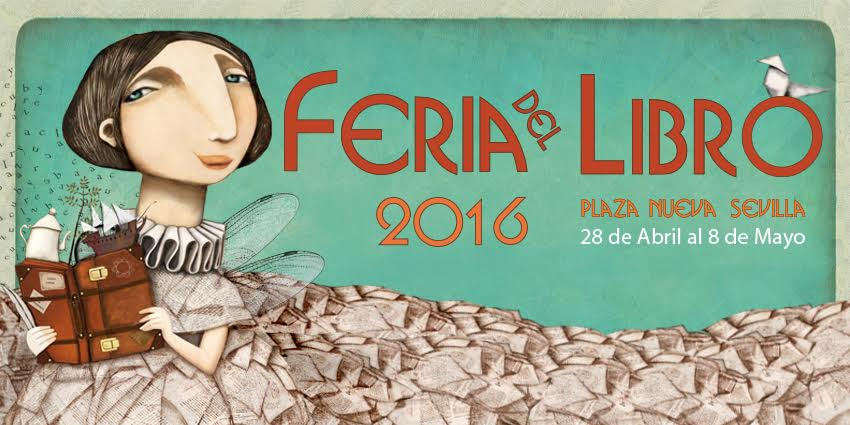 FERIA DEL LIBRO
2016
PLAZA NUEVA SEVILLA
28 de Abril al 8 de Mayo